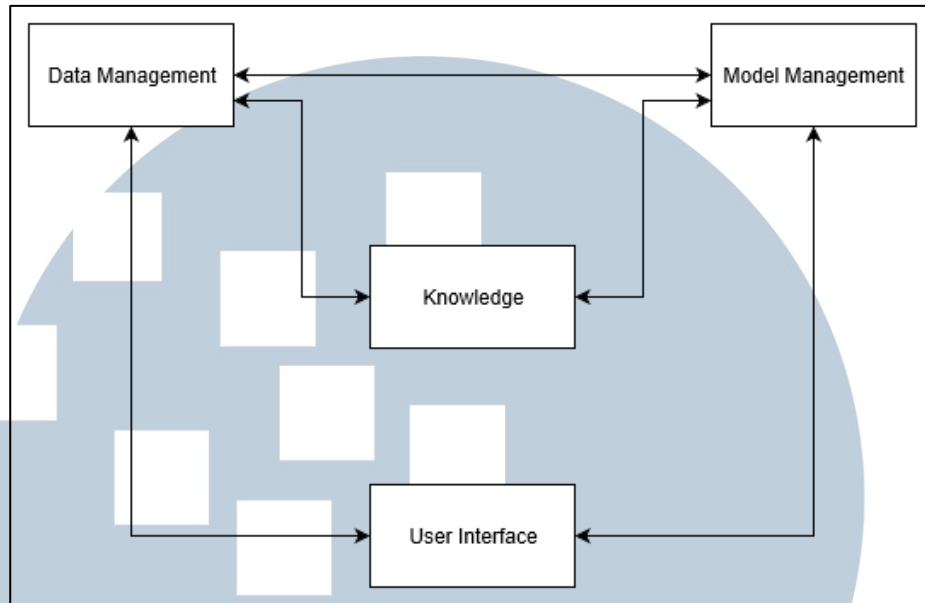 Data Management
Model Management
Knowledge
User Interface